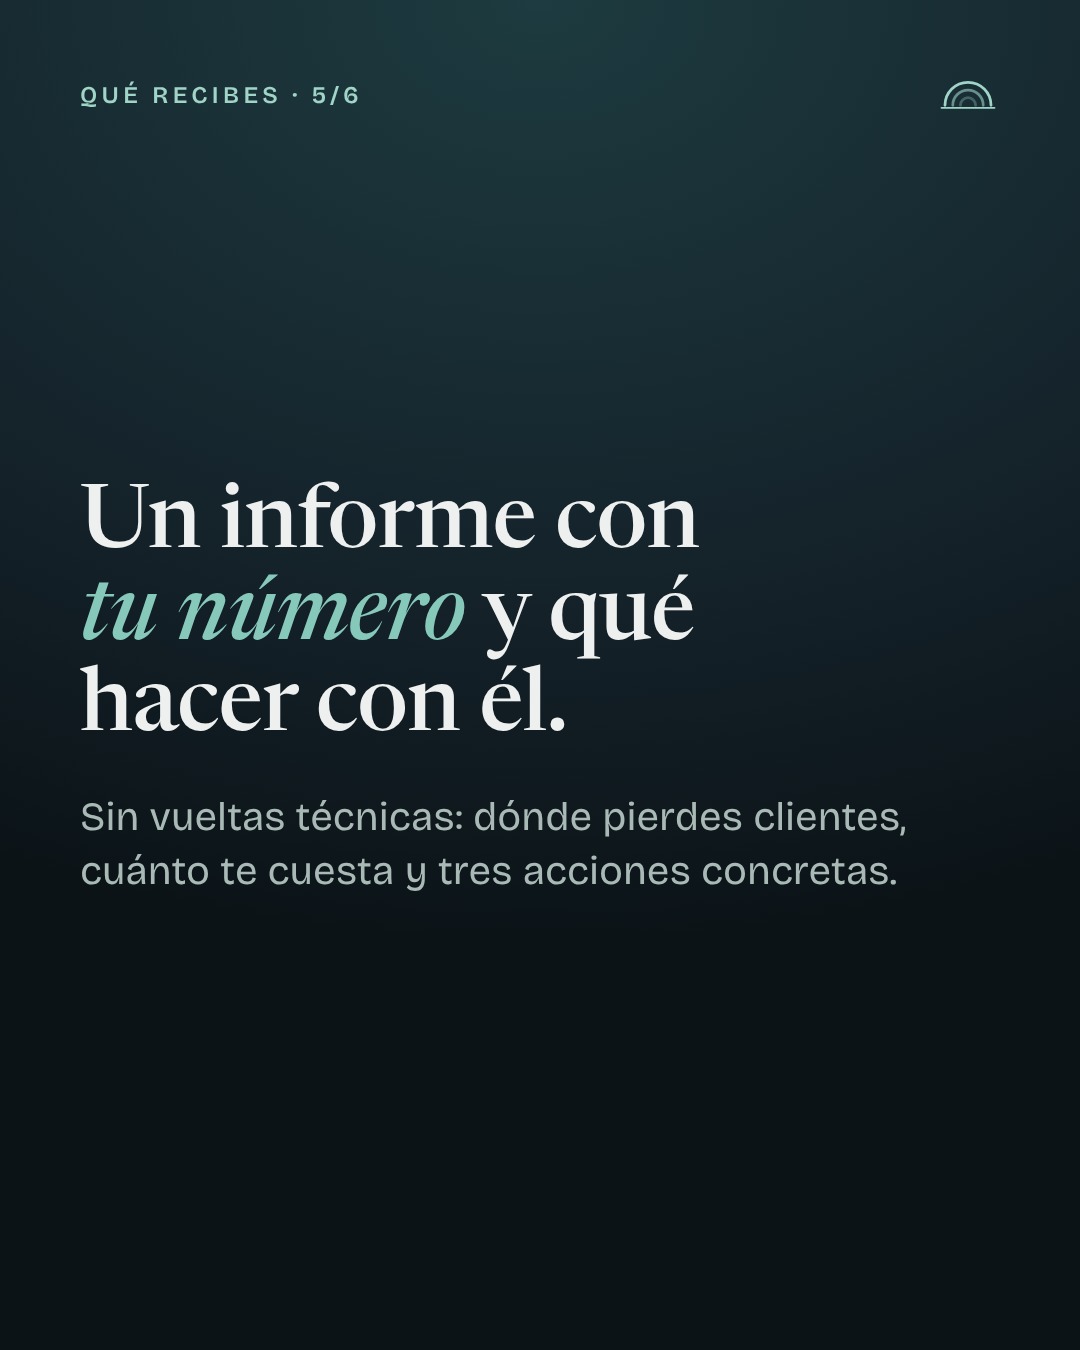 QUÉ RECIBES · 5/6
Un informe con
tu número y qué
hacer con él.
Sin vueltas técnicas: dónde pierdes clientes,
cuánto te cuesta y tres acciones concretas.